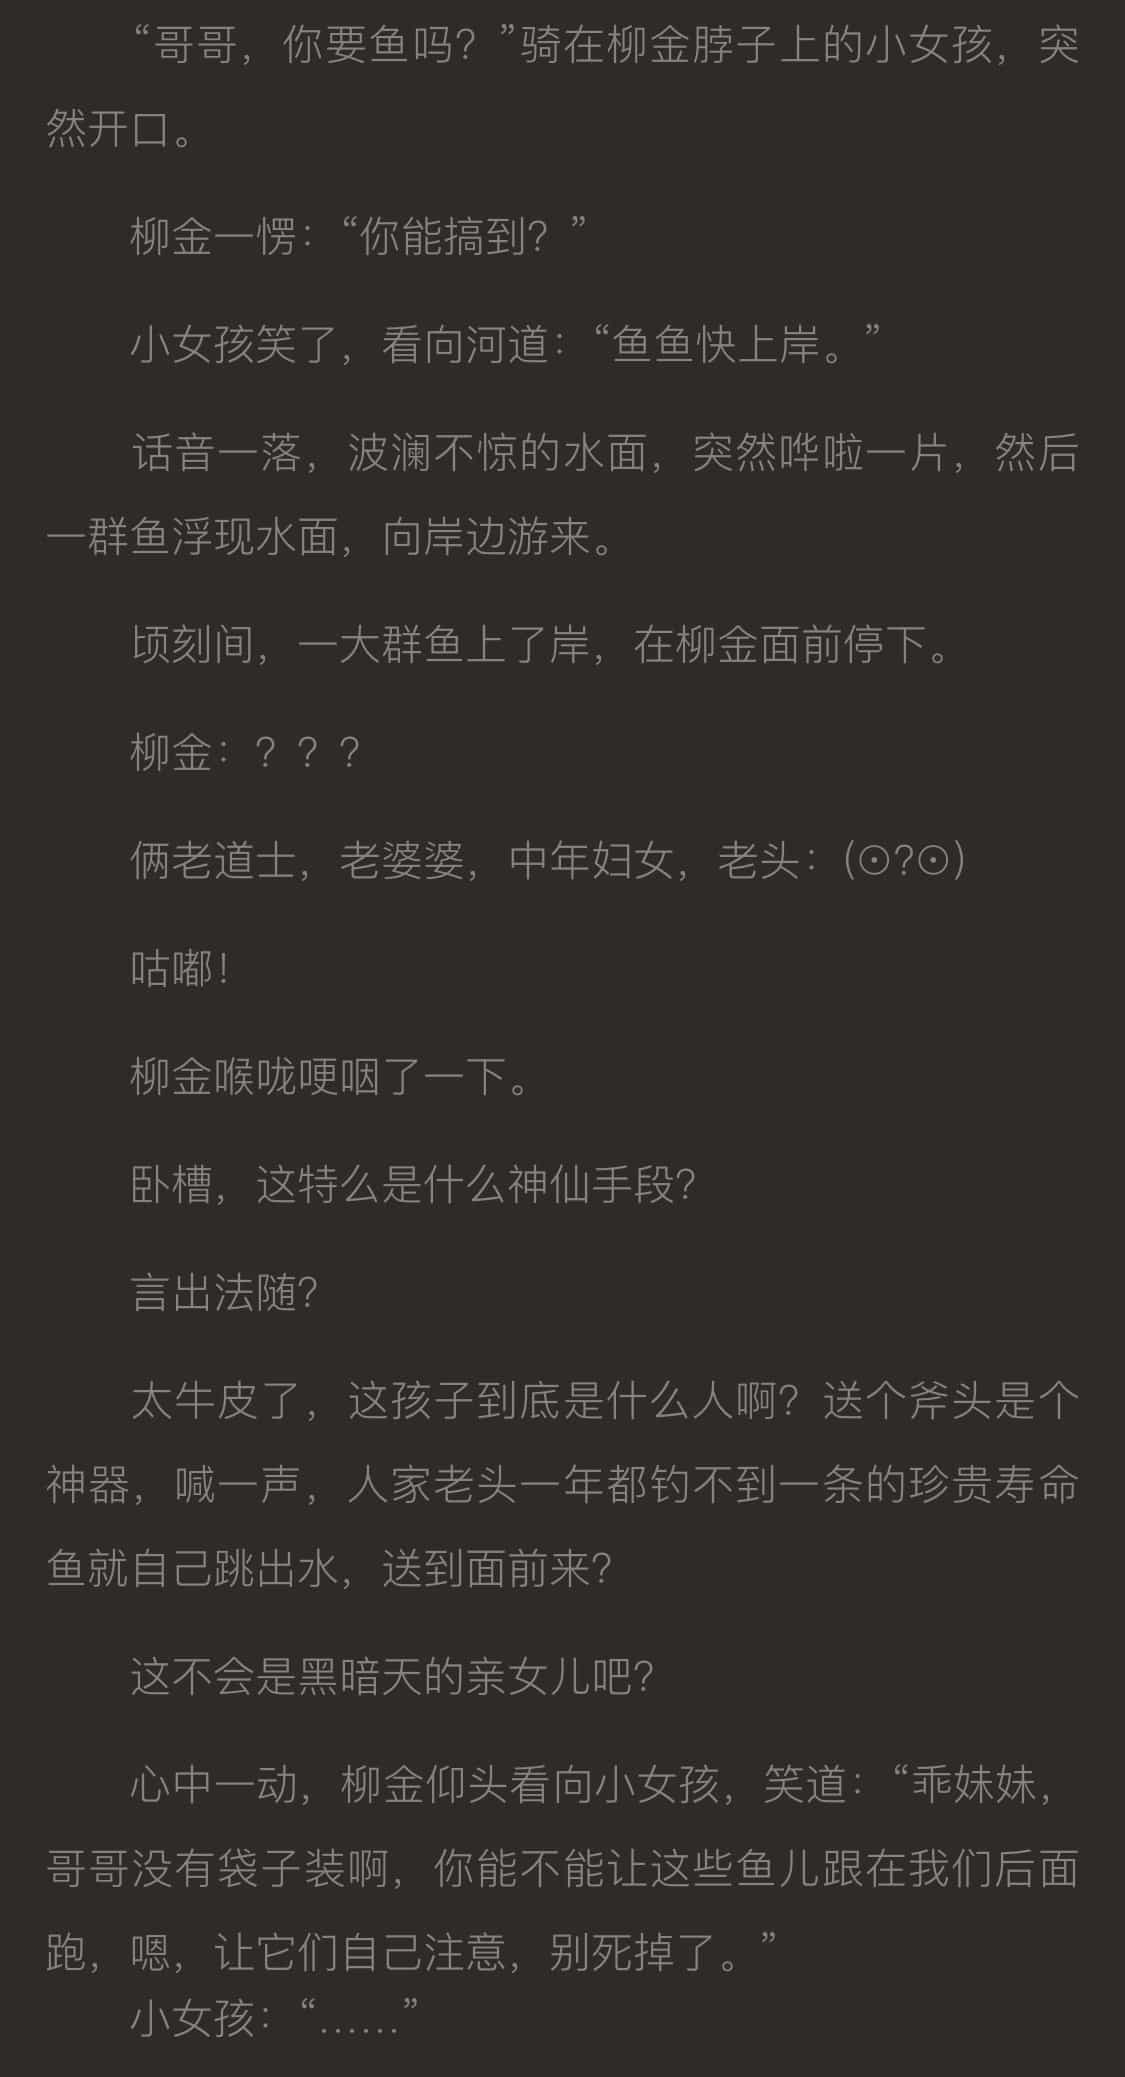 “哥哥，你要鱼吗？”骑在柳金脖子上的小女孩，突
然开口。
柳金一愣：“你能搞到？”
小女孩笑了，看向河道：“鱼鱼快上岸。”
话音一落，波澜不惊的水面，突然哗啦一片，然后
一群鱼浮现水面，向岸边游来。
顷刻间，一大群鱼上了岸，在柳金面前停下。
柳金：？？？
俩老道士，老婆婆，中年妇女，老头：(⊙?⊙)
咕嘟！
柳金喉咙哽咽了一下。
卧槽，这特么是什么神仙手段？
言出法随？
太牛皮了，这孩子到底是什么人啊？送个斧头是个
神器，喊一声，人家老头一年都钓不到一条的珍贵寿命
鱼就自己跳出水，送到面前来？
这不会是黑暗天的亲女儿吧？
心中一动，柳金仰头看向小女孩，笑道：“乖妹妹，
哥哥没有袋子装啊，你能不能让这些鱼儿跟在我们后面
跑，嗯，让它们自己注意，别死掉了。”
小女孩：“……”